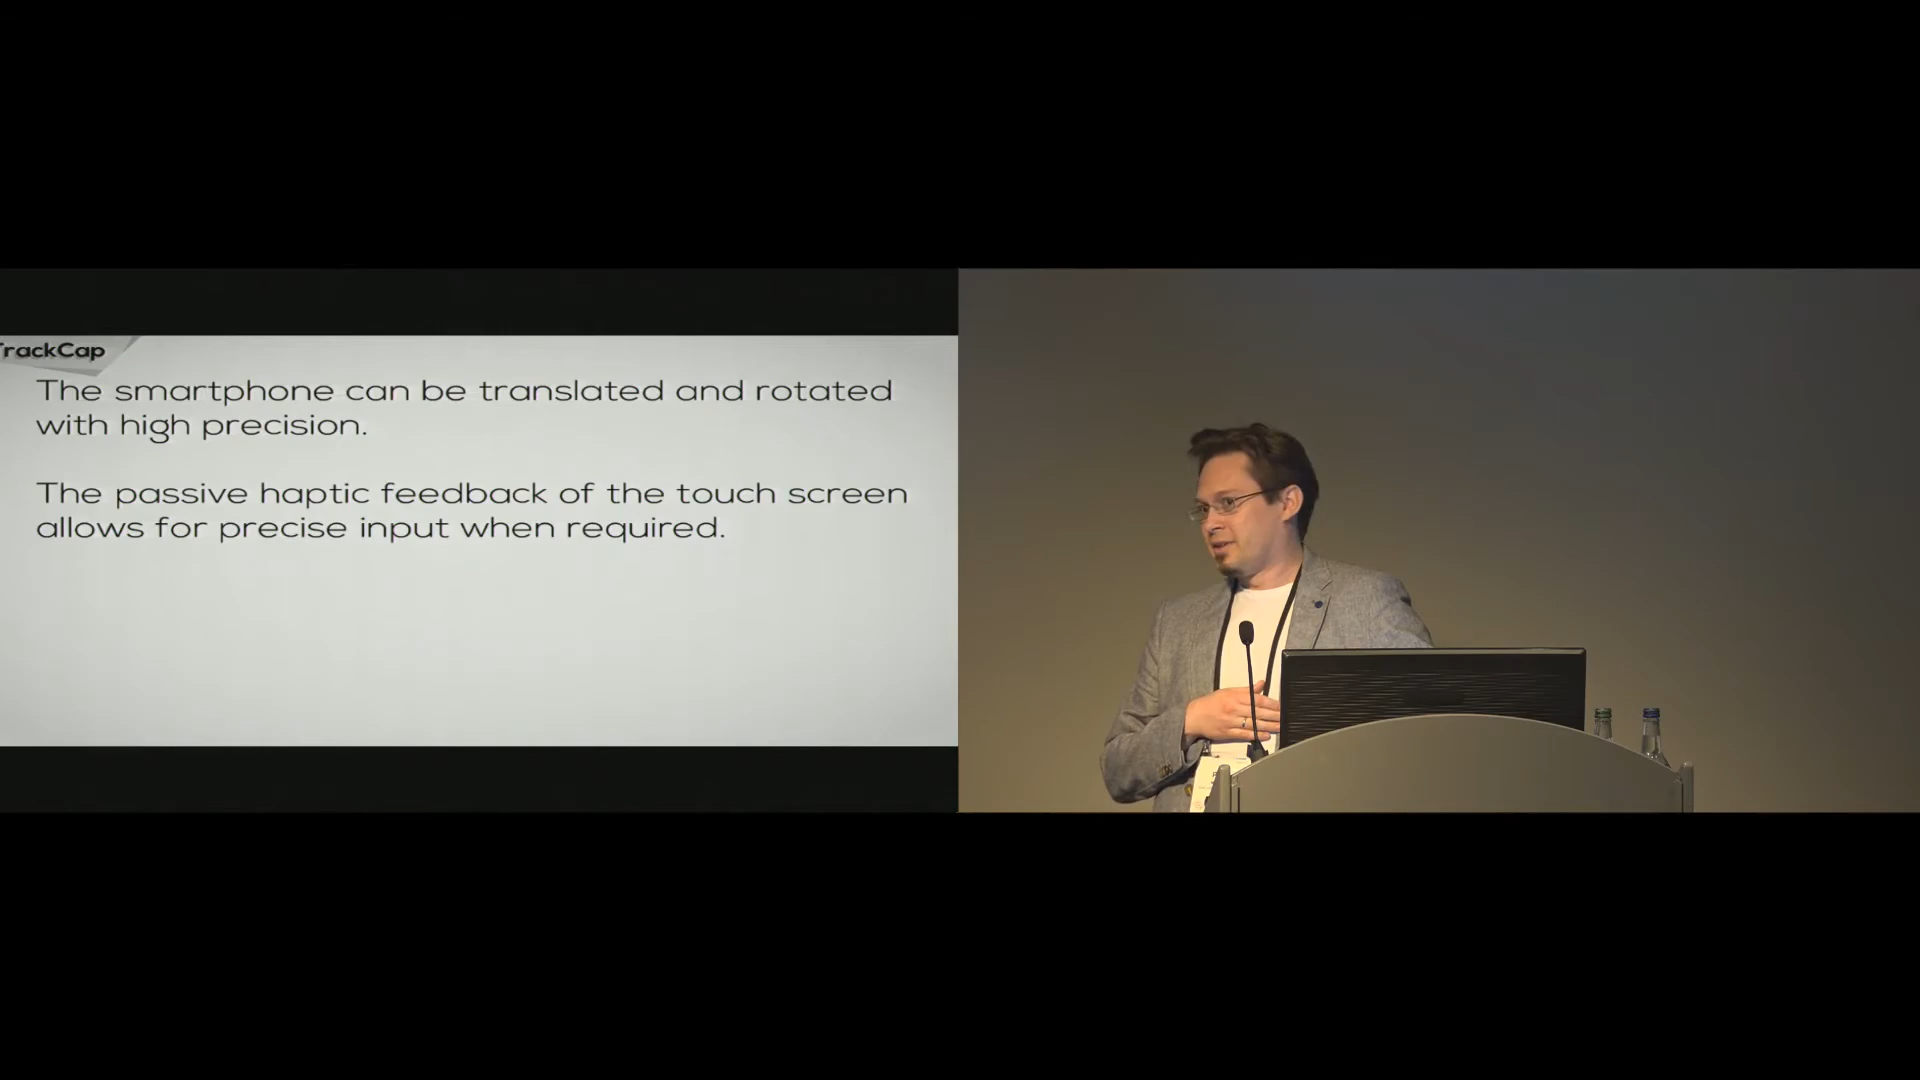 TrackCap
The smartphone can be translated and rotated
with high precision.
The passive haptic feedback of the touch screen
allows for precise input when required.